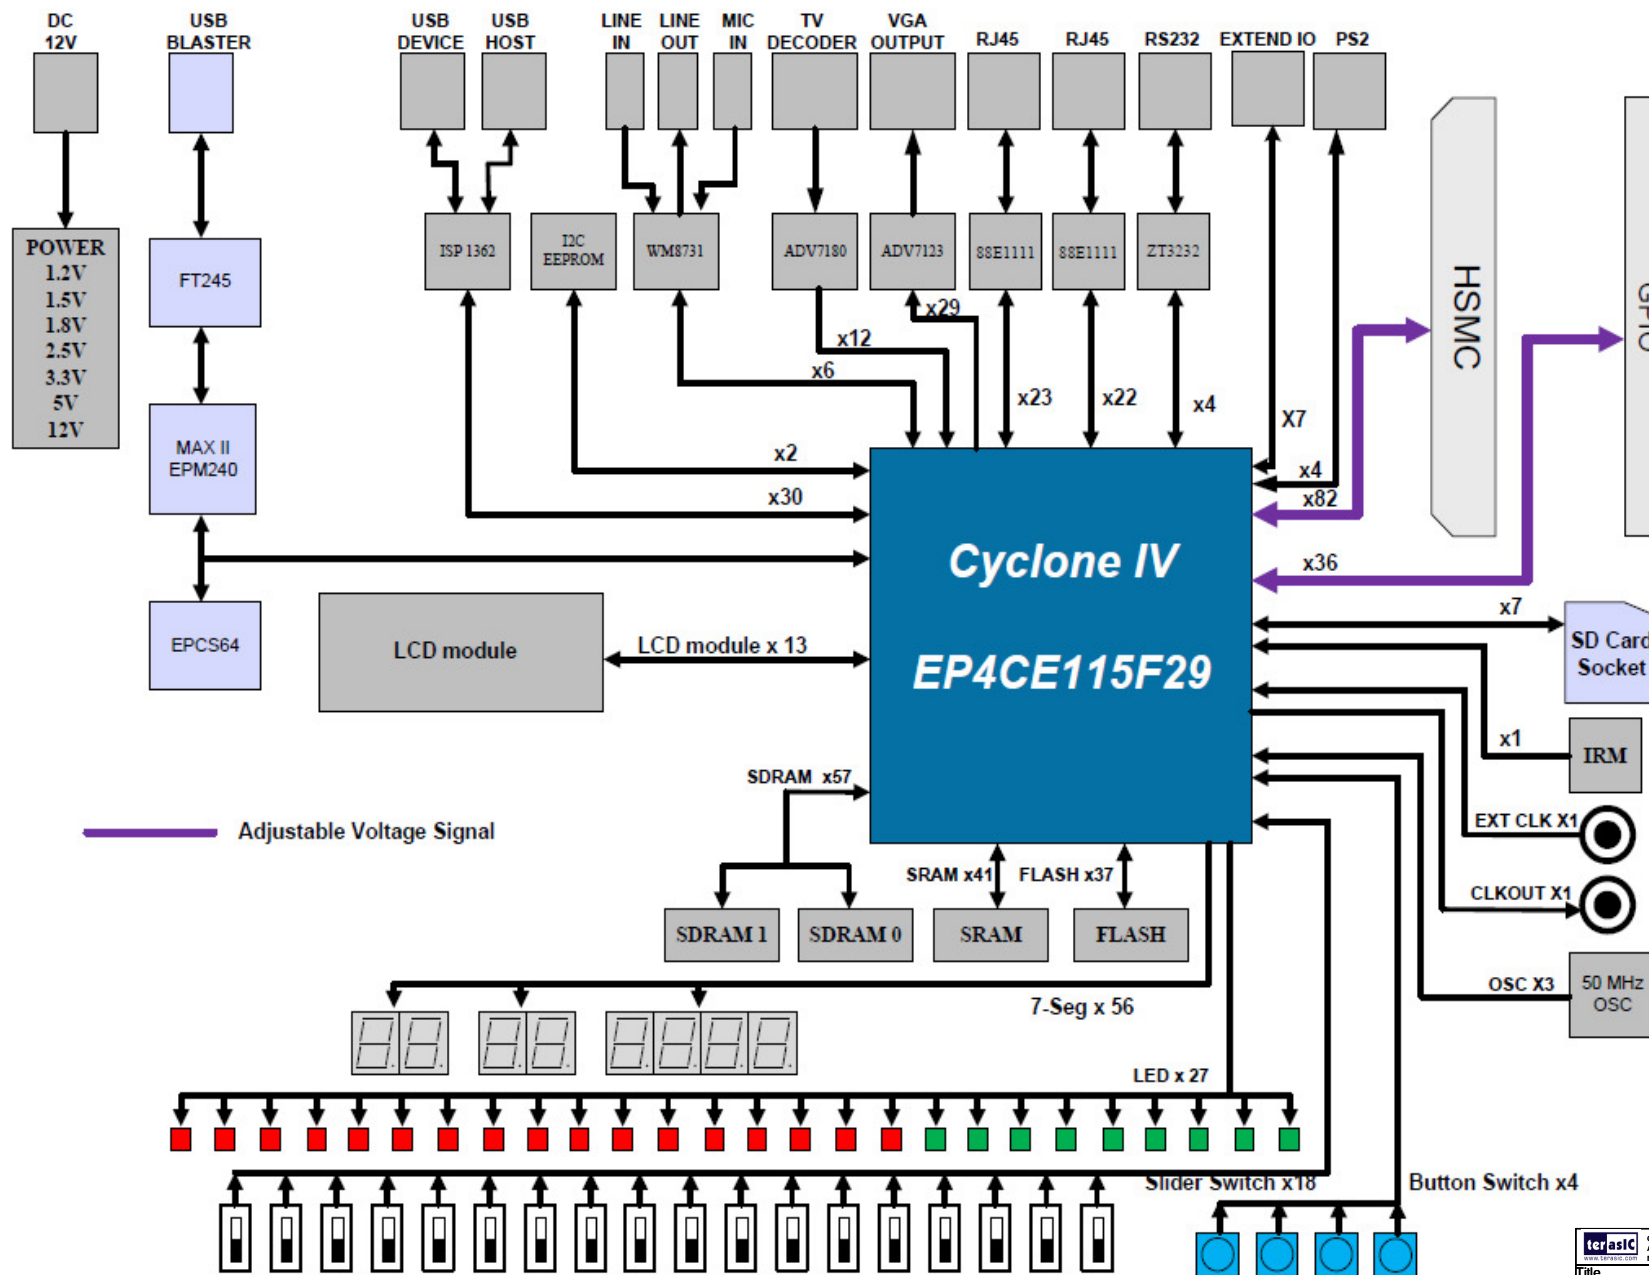 DC
12V
USB
BLASTER
USB
DEVICE
USB
HOST
LINE
IN
LINE
OUT
MIC
IN
TV
DECODER
VGA
OUTPUT
RJ45
RJ45
RS232
EXTEND IO
PS2
POWER
1.2V
1.5V
1.8V
2.5V
3.3V
5V
12V
FT245
MAX II
EPM240
EPCS64
ISP 1362
I2C
EEPROM
WM8731
ADV7180
ADV7123
88E1111
88E1111
ZT3232
HSMC
GPIO
x29
x12
x6
x23
x22
x4
X7
x2
x4
x30
x82
x36
Cyclone IV
EP4CE115F29
x7
SD Card
Socket
LCD module
LCD module x 13
x1
IRM
SDRAM x57
EXT CLK X1
Adjustable Voltage Signal
SRAM x41
FLASH x37
CLKOUT X1
SDRAM 1
SDRAM 0
SRAM
FLASH
OSC X3
50 MHz
OSC
7-Seg x 56
LED x 27
Slider Switch x18
Button Switch x4
terasIC
www.terasic.com
Title